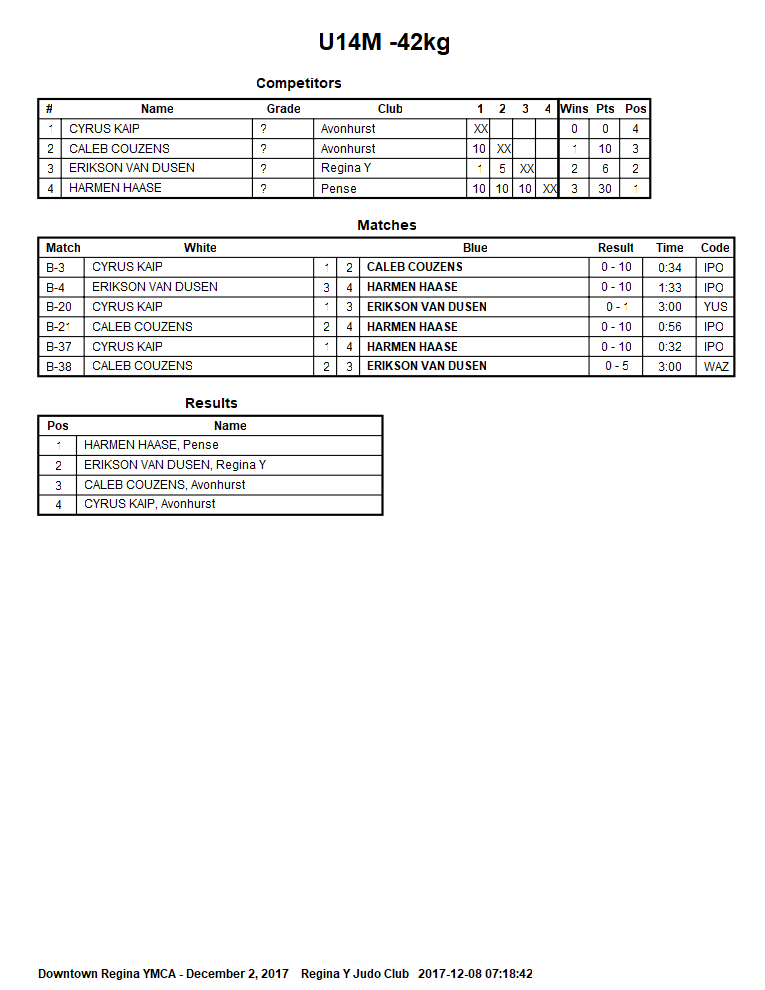 U14M -42kg
Competitors
# Name Grade Club 1 2 3 4 Wins Pts Pos
1 CYRUS KAIP ? Avonhurst XX 0 0 4
2 CALEB COUZENS ? Avonhurst 10 XX 1 10 3
3 ERIKSON VAN DUSEN ? Regina Y 1 5 XX 2 6 2
4 HARMEN HAASE ? Pense 10 10 10 XX 3 30 1
Matches
Match White Blue Result Time Code
B-3 CYRUS KAIP 1 2 CALEB COUZENS 0 - 10 0:34 IPO
B-4 ERIKSON VAN DUSEN 3 4 HARMEN HAASE 0 - 10 1:33 IPO
B-20 CYRUS KAIP 1 3 ERIKSON VAN DUSEN 0 - 1 3:00 YUS
B-21 CALEB COUZENS 2 4 HARMEN HAASE 0 - 10 0:56 IPO
B-37 CYRUS KAIP 1 4 HARMEN HAASE 0 - 10 0:32 IPO
B-38 CALEB COUZENS 2 3 ERIKSON VAN DUSEN 0 - 5 3:00 WAZ
Results
Pos Name
1 HARMEN HAASE, Pense
2 ERIKSON VAN DUSEN, Regina Y
3 CALEB COUZENS, Avonhurst
4 CYRUS KAIP, Avonhurst
Downtown Regina YMCA - December 2, 2017 Regina Y Judo Club 2017-12-08 07:18:42